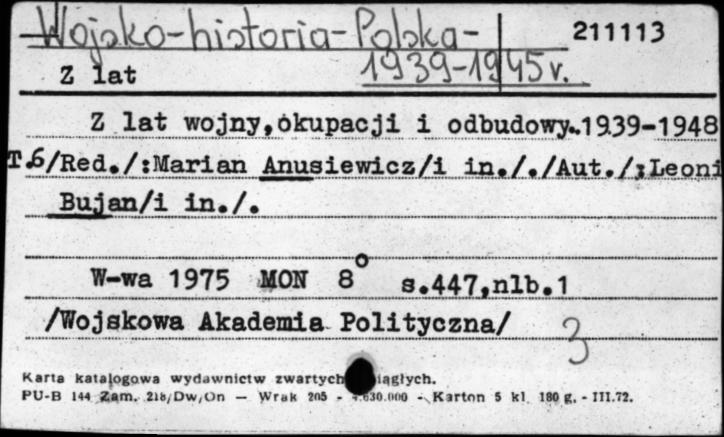 Wojsko-historia-Polska-
211113
Z lat
1939-1945 r.
Z lat wojny,okupacji i odbudowy.1939-1948
T.6/Red./:Marian Anusiewicz/i in././Aut./:Leoni
Bujan/i in./.
W-wa 1975 MON 8° s.447,nlb.1
/Wojskowa Akademia Polityczna/
3
Karta katalogowa wydawnictw zwartych
PU-B 144 Zam. 218/Dw/On — Wrak 205 - 4.630.000 - Karton 5 kl 180 g. - III.72.